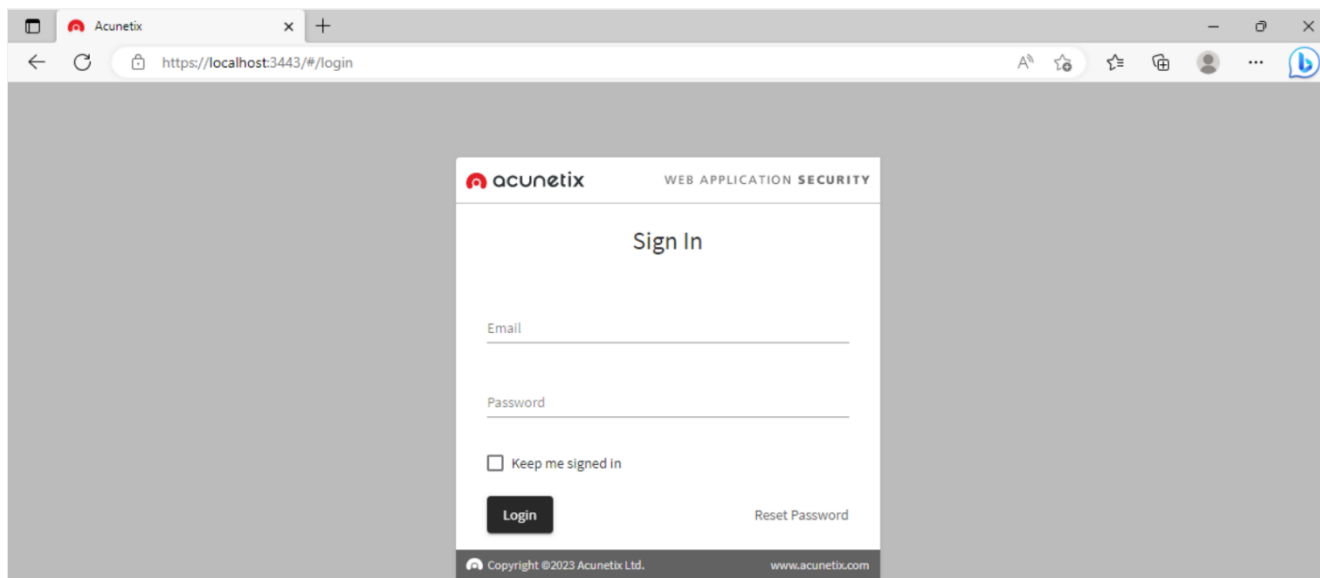 Acunetix
https://localhost:3443/#/login
acunetix WEB APPLICATION SECURITY
Sign In
Email
Password
Keep me signed in
Login Reset Password
Copyright ©2023 Acunetix Ltd. www.acunetix.com